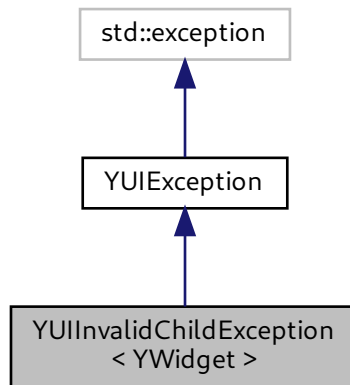 std::exception
YUIException
YUIInvalidChildException
< YWidget >